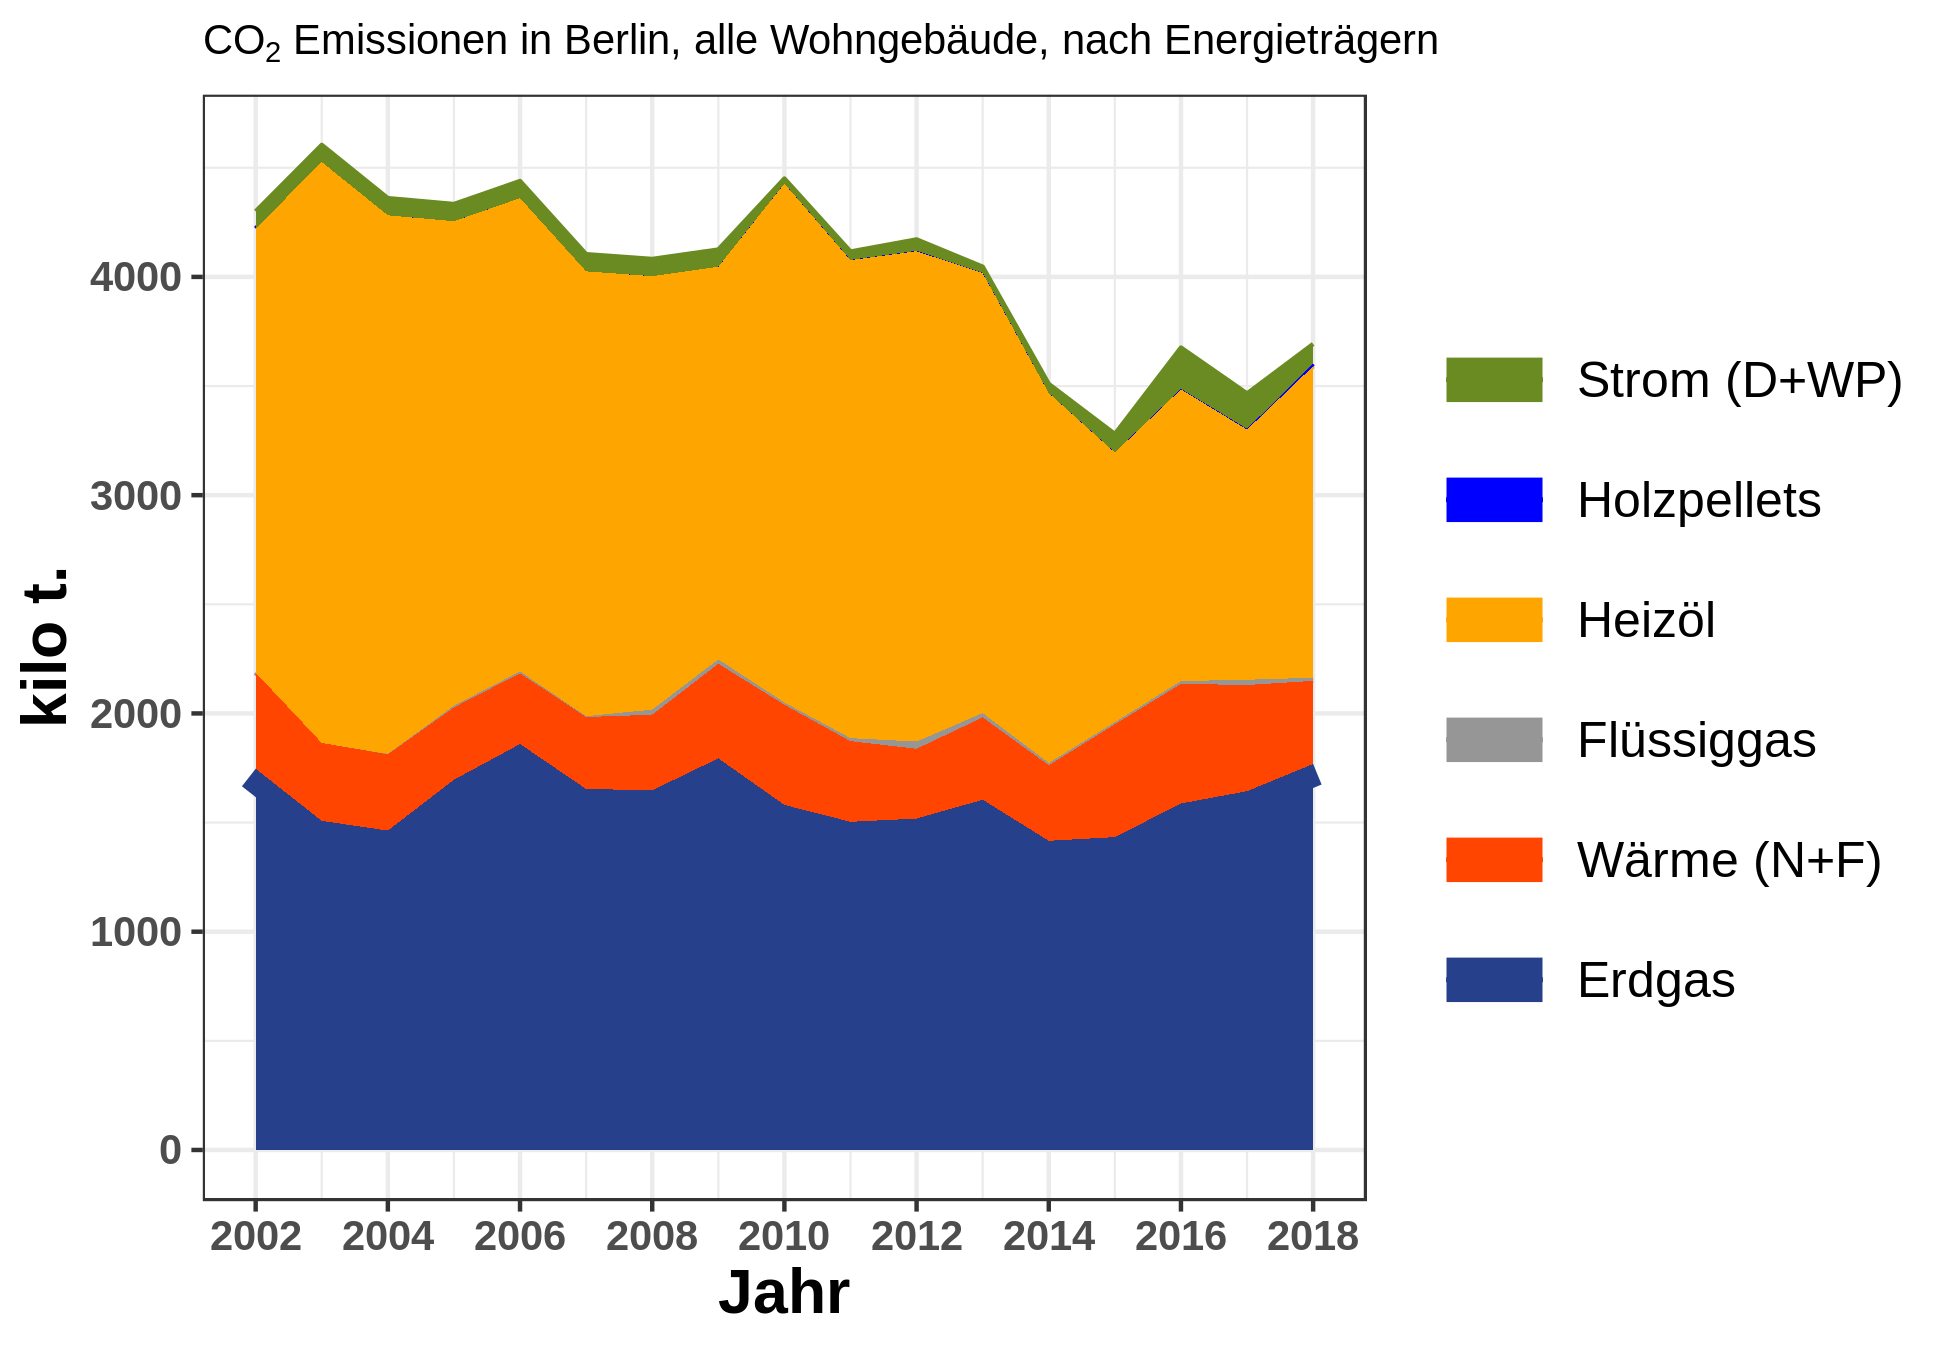 CO₂ Emissionen in Berlin, alle Wohngebäude, nach Energieträgern
kilo t.
4000
3000
2000
1000
0
2002 2004 2006 2008 2010 2012 2014 2016 2018
Jahr
Strom (D+WP)
Holzpellets
Heizöl
Flüssiggas
Wärme (N+F)
Erdgas